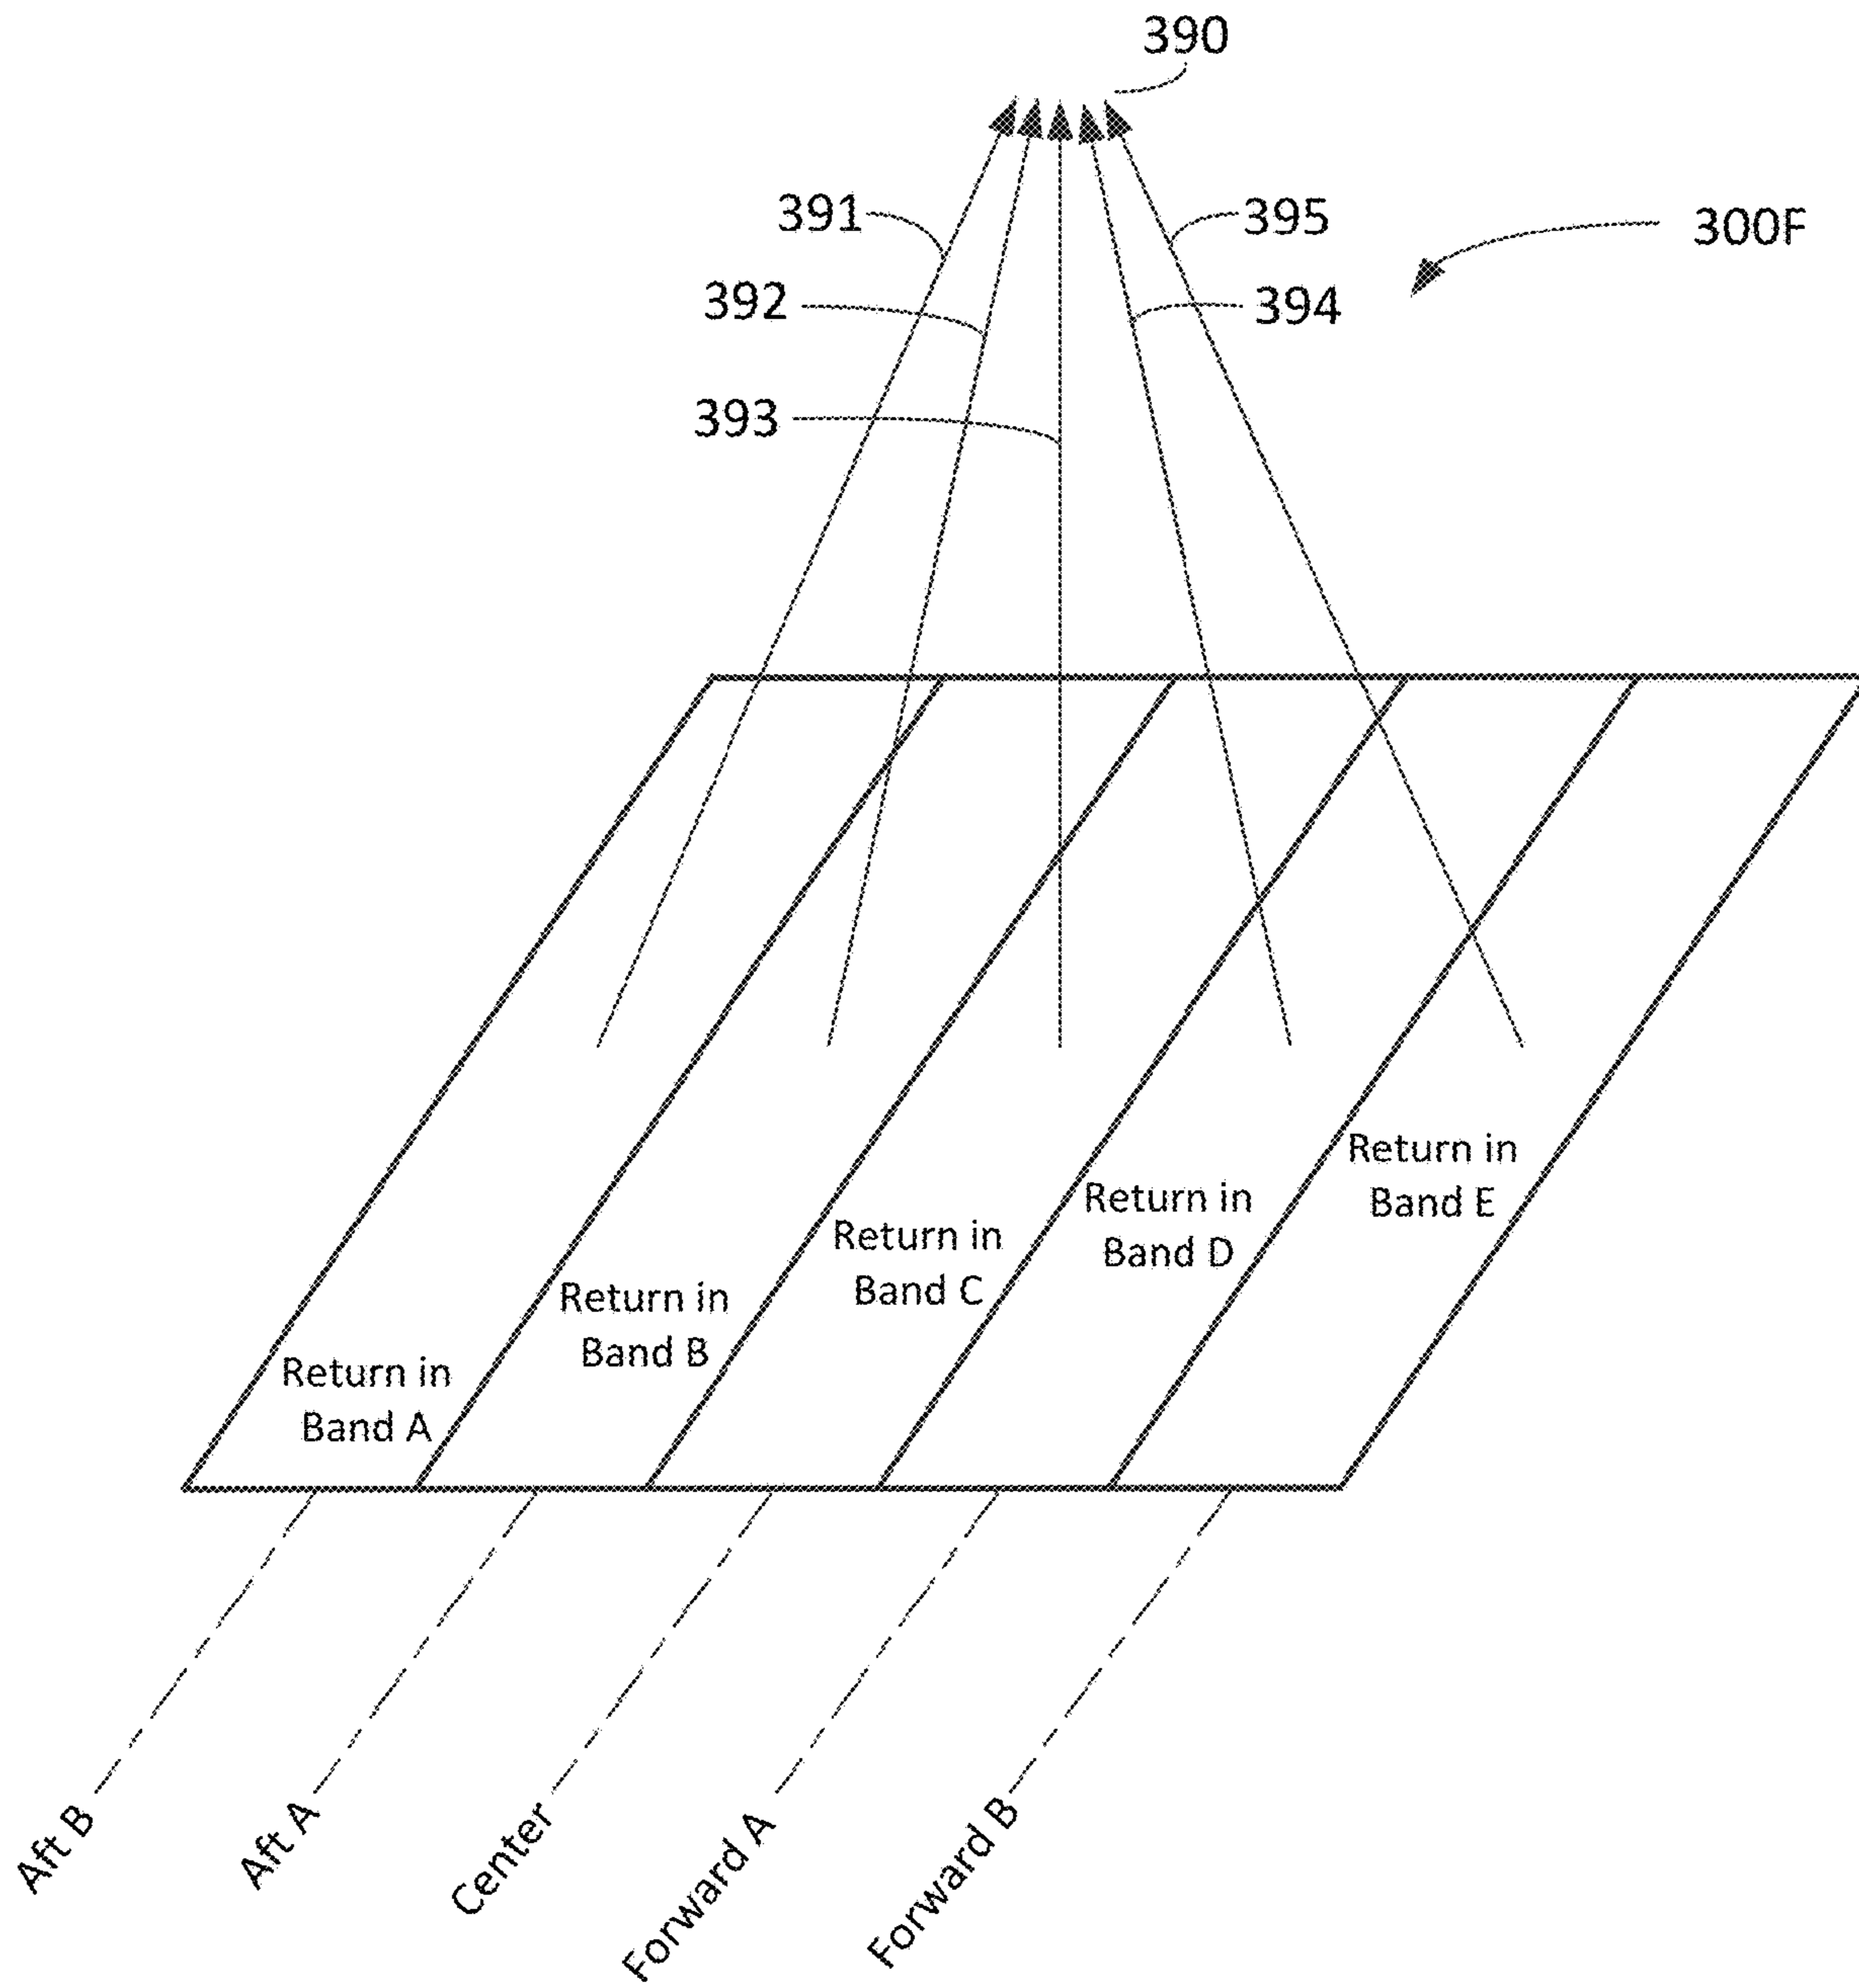 390
391
395
300F
392
394
393
Return in
Band E
Return in
Band D
Return in
Band C
Return in
Band B
Return in
Band A
Aft B
Aft A
Center
Forward A
Forward B